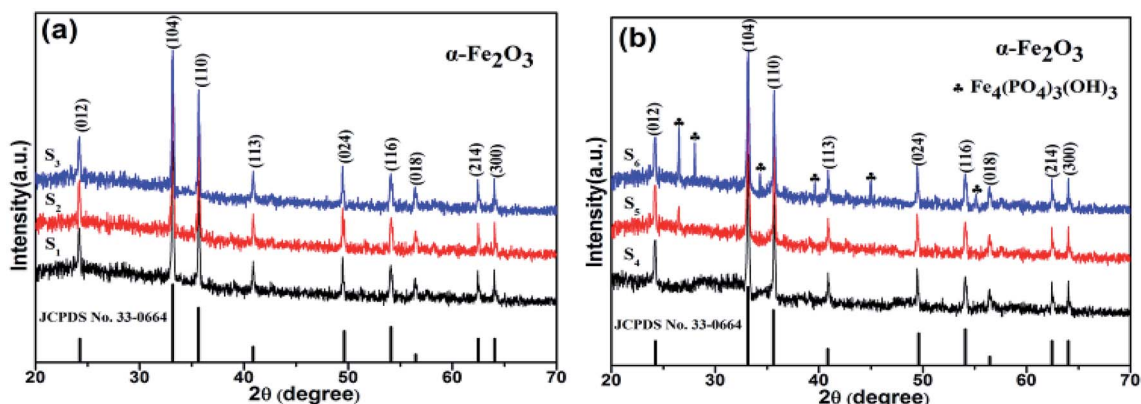 (a)
α-Fe2O3
(012)
(104)
(110)
(113)
(024)
(116)
(018)
(214)
(300)
S3
S2
S1
JCPDS No. 33-0664
Intensity(a.u.)
20 30 40 50 60 70
2θ (degree)
(b)
α-Fe2O3
♣ Fe4(PO4)3(OH)3
(012)
(104)
(110)
(113)
(024)
(116)
(018)
(214)
(300)
♣ ♣ ♣ ♣ ♣ ♣
S6
S5
S4
JCPDS No. 33-0664
Intensity(a.u.)
20 30 40 50 60 70
2θ (degree)